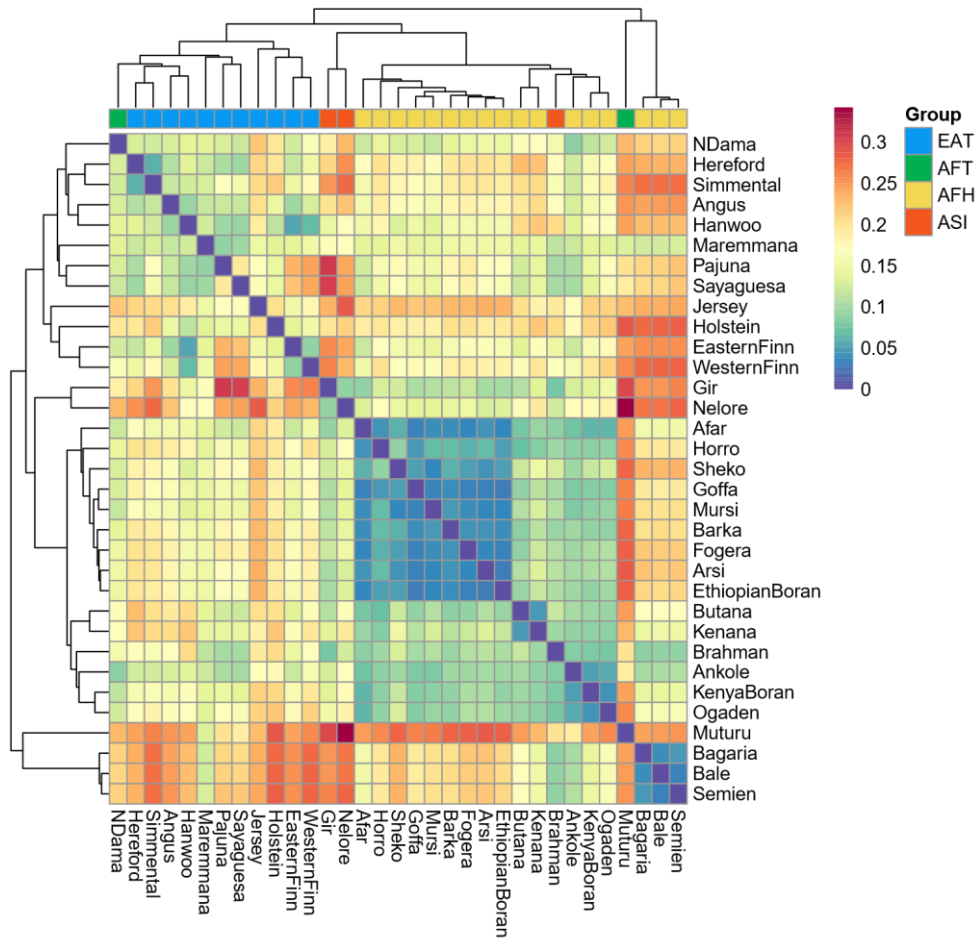 NDama
Hereford
Simmental
Angus
Hanwoo
Maremmana
Pajuna
Sayaguesa
Jersey
Holstein
EasternFinn
WesternFinn
Gir
Nelore
Afar
Horro
Sheko
Goffa
Mursi
Barka
Fogera
Arsi
EthiopianBoran
Butana
Kenana
Brahman
Ankole
KenyaBoran
Ogaden
Muturu
Bagaria
Bale
Semien
0.3
0.25
0.2
0.15
0.1
0.05
0
Group
EAT
AFT
AFH
ASI
NDama
Hereford
Simmental
Angus
Hanwoo
Maremmana
Pajuna
Sayaguesa
Jersey
Holstein
EasternFinn
WesternFinn
Gir
Nelore
Afar
Horro
Sheko
Goffa
Mursi
Barka
Fogera
Arsi
EthiopianBoran
Butana
Kenana
Brahman
Ankole
KenyaBoran
Ogaden
Muturu
Bagaria
Bale
Semien